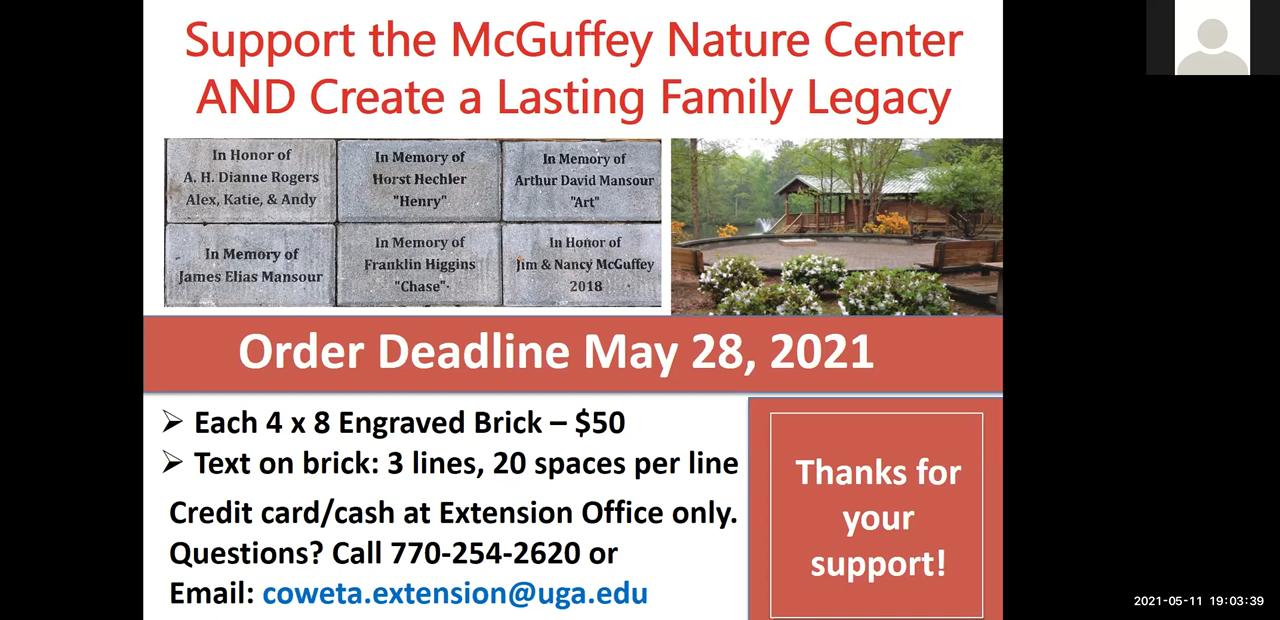 Support the McGuffey Nature Center
AND Create a Lasting Family Legacy
In Honor of
A. H. Dianne Rogers
Alex, Katie, & Andy
In Memory of
Horst Hechler
"Henry"
In Memory of
Arthur David Mansour
"Art"
In Memory of
James Elias Mansour
In Memory of
Franklin Higgins
"Chase"
In Honor of
Jim & Nancy McGuffey
2018
Order Deadline May 28, 2021
➢ Each 4 x 8 Engraved Brick – $50
➢ Text on brick: 3 lines, 20 spaces per line
Credit card/cash at Extension Office only.
Questions? Call 770-254-2620 or
Email: coweta.extension@uga.edu
Thanks for
your
support!
2021-05-11 19:03:39